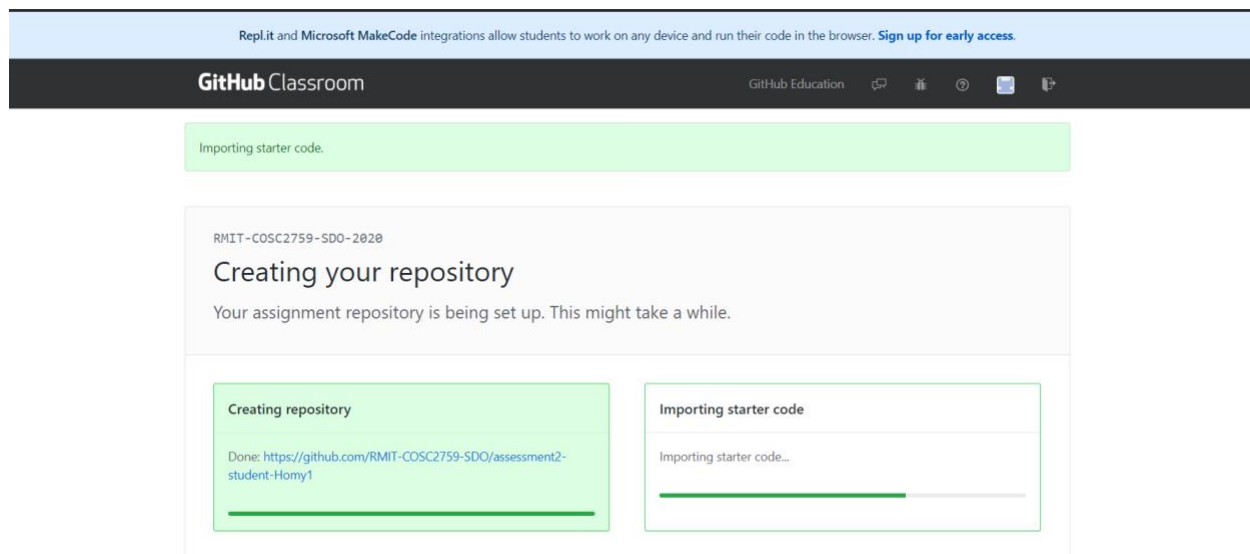 Repl.it and Microsoft MakeCode integrations allow students to work on any device and run their code in the browser. Sign up for early access.
GitHub Classroom
GitHub Education
Importing starter code.
RMIT-COSC2759-SDO-2020
Creating your repository
Your assignment repository is being set up. This might take a while.
Creating repository
Done: https://github.com/RMIT-COSC2759-SDO/assessment2-
student-Homy1
Importing starter code
Importing starter code...